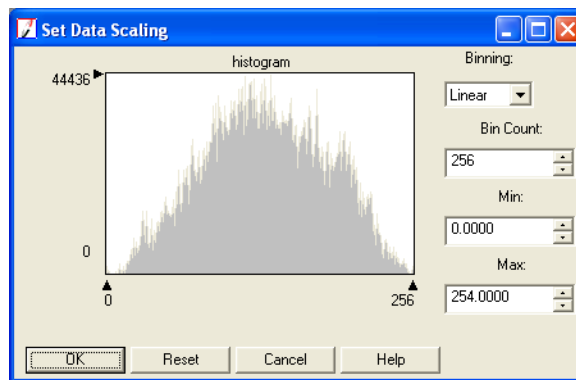 Set Data Scaling
histogram
44436
0
0
256
Binning:
Linear
Bin Count:
256
Min:
0.0000
Max:
254.0000
OK
Reset
Cancel
Help